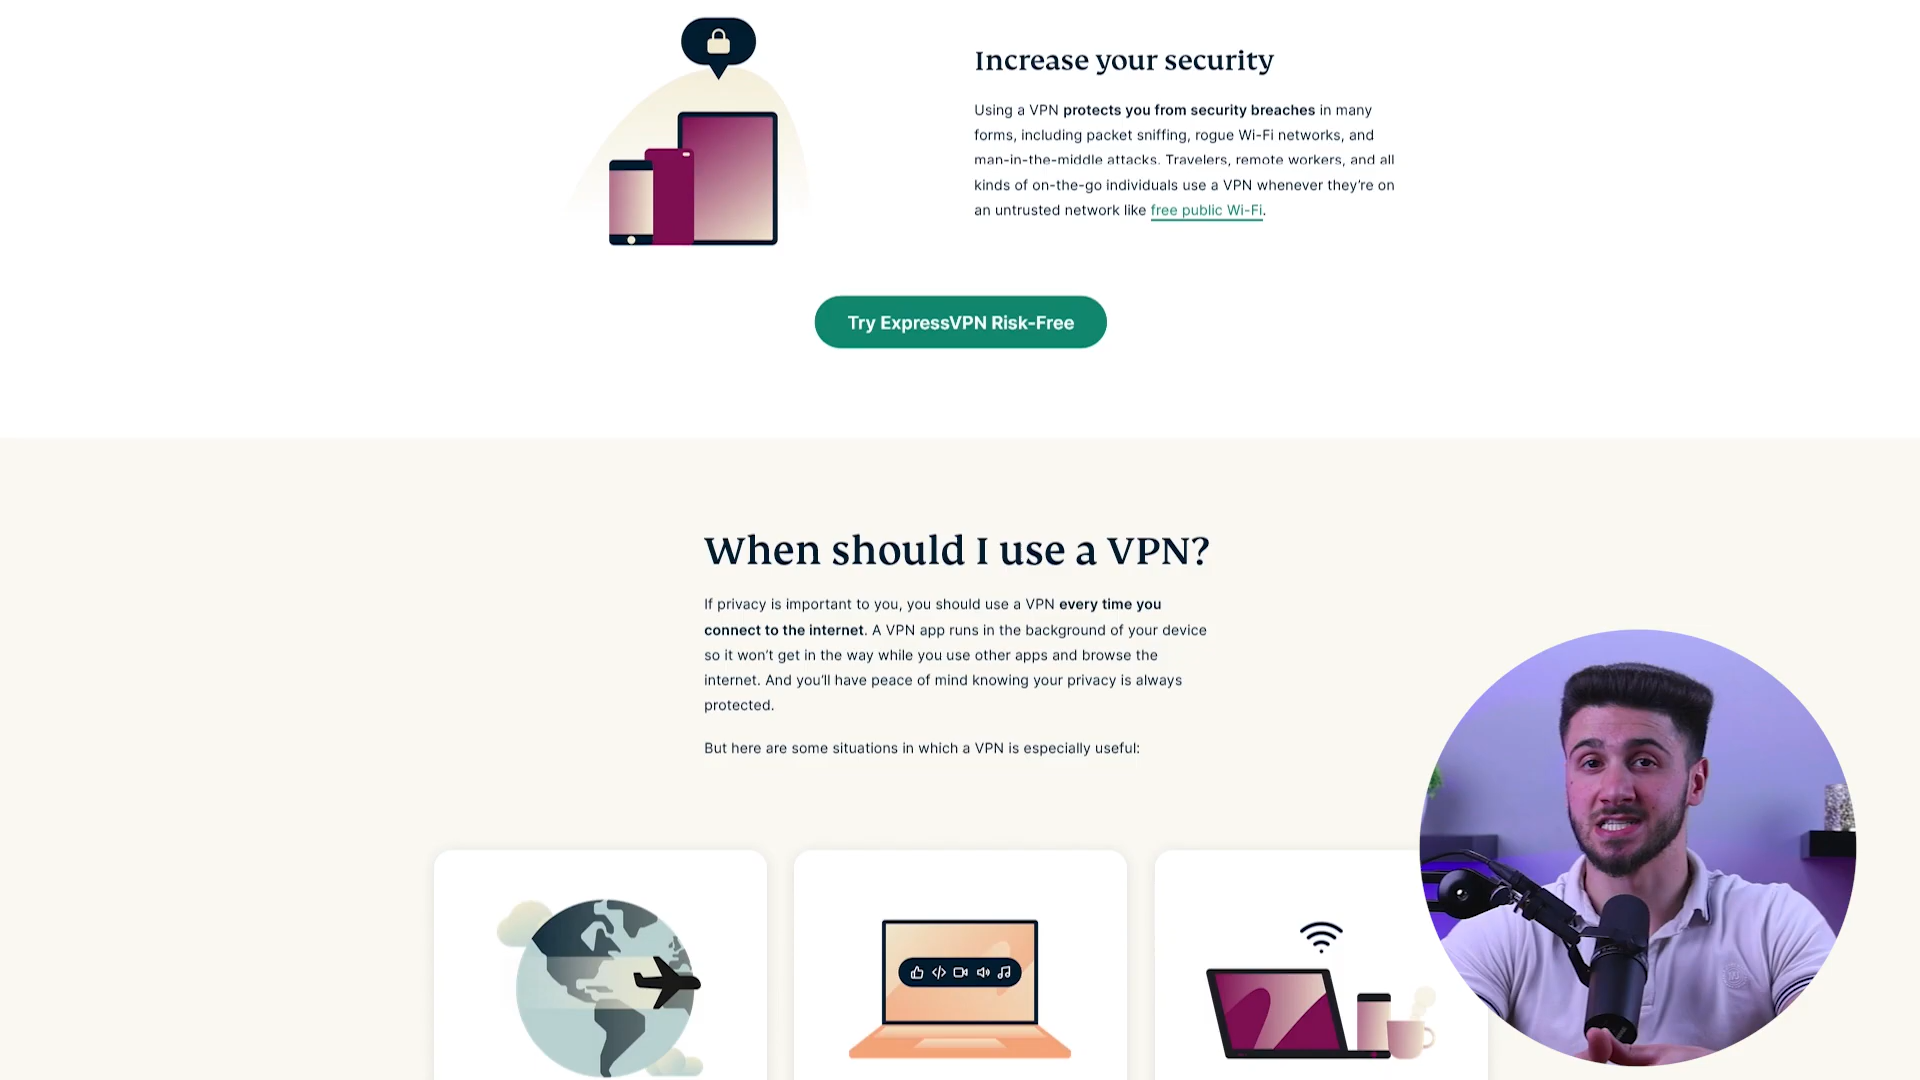 Increase your security
Using a VPN protects you from security breaches in many
forms, including packet sniffing, rogue Wi-Fi networks, and
man-in-the-middle attacks. Travelers, remote workers, and all
kinds of on-the-go individuals use a VPN whenever they’re on
an untrusted network like free public Wi-Fi.
Try ExpressVPN Risk-Free
When should I use a VPN?
If privacy is important to you, you should use a VPN every time you
connect to the internet. A VPN app runs in the background of your device
so it won’t get in the way while you use other apps and browse the
internet. And you’ll have peace of mind knowing your privacy is always
protected.
But here are some situations in which a VPN is especially useful: